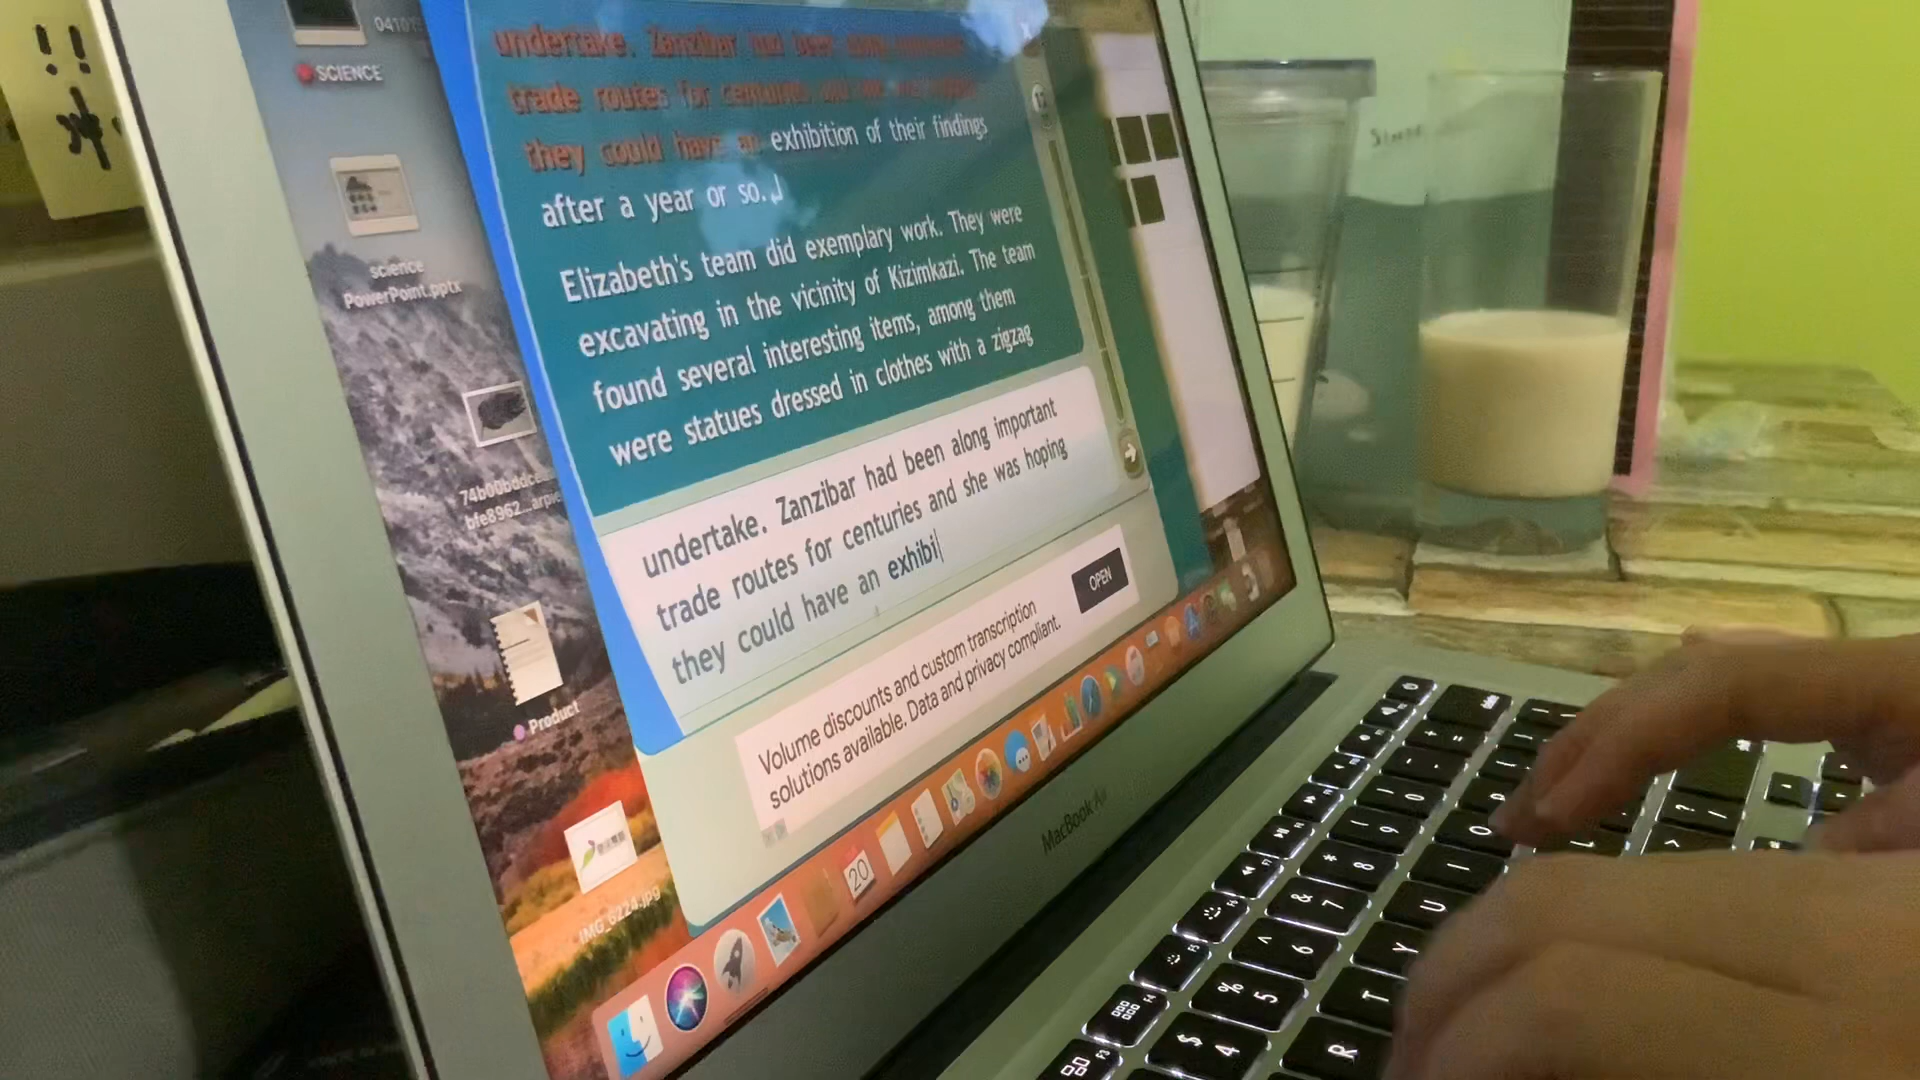 SCIENCE
science
PowerPoint.pptx
Product
IMG_6224.jpg
undertake. Zanzibar had been along
trade routes for centuries
they could have an exhibition of their findings
after a year or so.
Elizabeth's team did exemplary work. They were
excavating in the vicinity of Kizimkazi. The team
found several interesting items, among them
were statues dressed in clothes with a zigzag
undertake. Zanzibar had been along important
trade routes for centuries and she was hoping
they could have an exhibi
OPEN
Volume discounts and custom transcription
solutions available. Data and privacy compliant.
20
MacBook Air